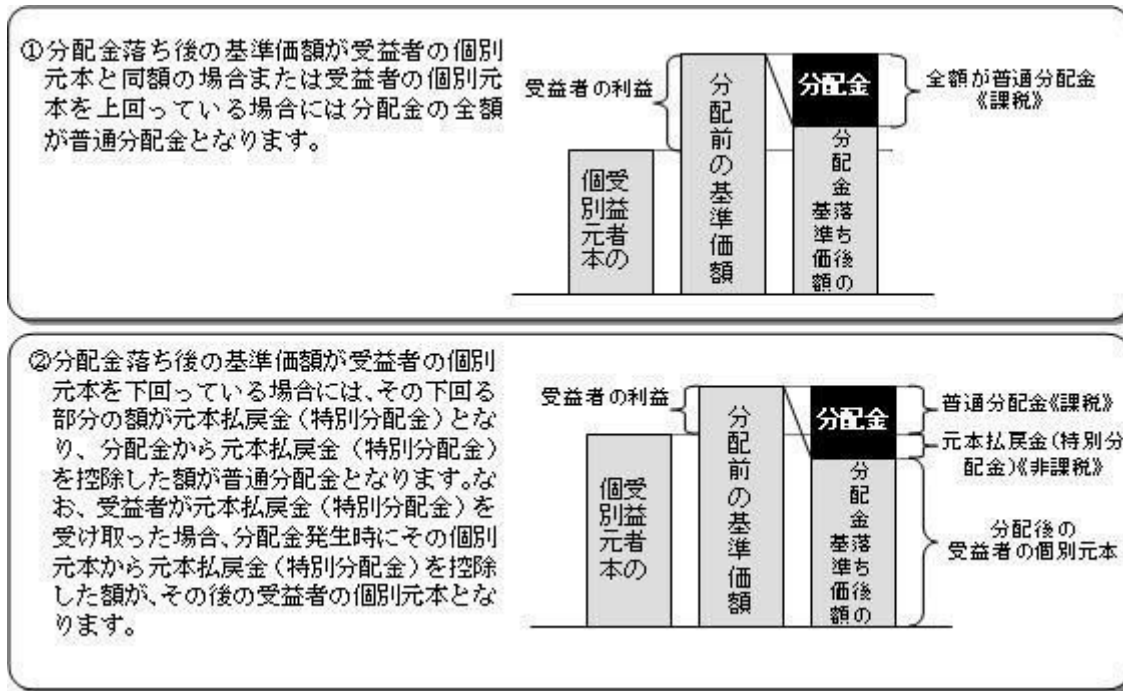 ①分配金落ち後の基準価額が受益者の個別
元本と同額の場合または受益者の個別元
本を上回っている場合には分配金の全額
が普通分配金となります。
受益者の利益
受益者の
個別元本
分配前の基準価額
分配金
分配金落ち後の
基準価額
全額が普通分配金
《課税》
②分配金落ち後の基準価額が受益者の個別
元本を下回っている場合には、その下回る
部分の額が元本払戻金(特別分配金)とな
り、分配金から元本払戻金(特別分配金)
を控除した額が普通分配金となります。な
お、受益者が元本払戻金(特別分配金)を
受け取った場合、分配金発生時にその個別
元本から元本払戻金(特別分配金)を控除
した額が、その後の受益者の個別元本とな
ります。
受益者の利益
受益者の
個別元本
分配前の基準価額
分配金
分配金落ち後の
基準価額
普通分配金《課税》
元本払戻金(特別分
配金)《非課税》
分配後の
受益者の個別元本